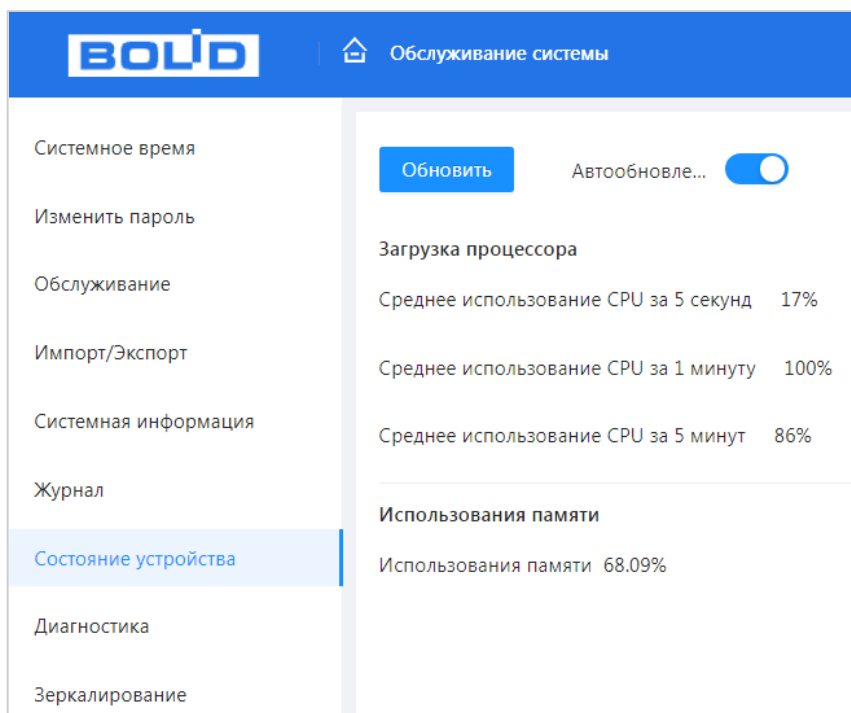 BOLID
Обслуживание системы
Системное время
Изменить пароль
Обслуживание
Импорт/Экспорт
Системная информация
Журнал
Состояние устройства
Диагностика
Зеркалирование
Обновить Автообновле...
Загрузка процессора
Среднее использование CPU за 5 секунд 17%
Среднее использование CPU за 1 минуту 100%
Среднее использование CPU за 5 минут 86%
Использования памяти
Использования памяти 68.09%